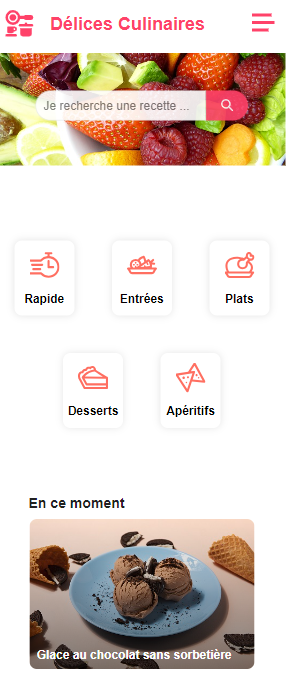 Délices Culinaires
Je recherche une recette ...
Rapide
Entrées
Plats
Desserts
Apéritifs
En ce moment
Glace au chocolat sans sorbetière